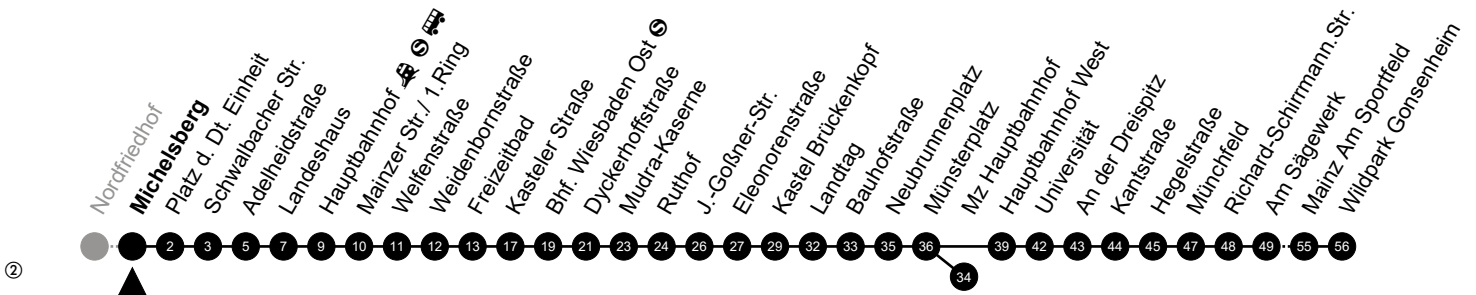 Nordfriedhof
Michelsberg
Platz d. Dt. Einheit
Schwalbacher Str.
Adelheidstraße
Landeshaus
Hauptbahnnhof S
Mainzer Str./ 1.Ring
Welfenstraße
Weidenbornstraße
Freizeitbad
Kasteler Straße
Bhf. Wiesbaden Ost S
Dyckerhoffstraße
Mudra-Kaserne
Ruthof
J.-Goßner-Str.
Eleonorenstraße
Kastel Brückenkopf
Landtag
Bauhofstraße
Neubrunnenplatz
Münsterplatz
Mz Hauptbahnhof
Hauptbahnhof West
Universität
An der Dreispitz
Kantstraße
Hegelstraße
Münchfeld
Richard-Schirrmann.Str.
Am Sägewerk
Mainz Am Sportfeld
Wildpark Gonsenheim
2 3 5 7 9 10 11 12 13 17 19 21 23 24 26 27 29 32 33 35 36 39 42 43 44 45 47 48 49 55 56
②
34